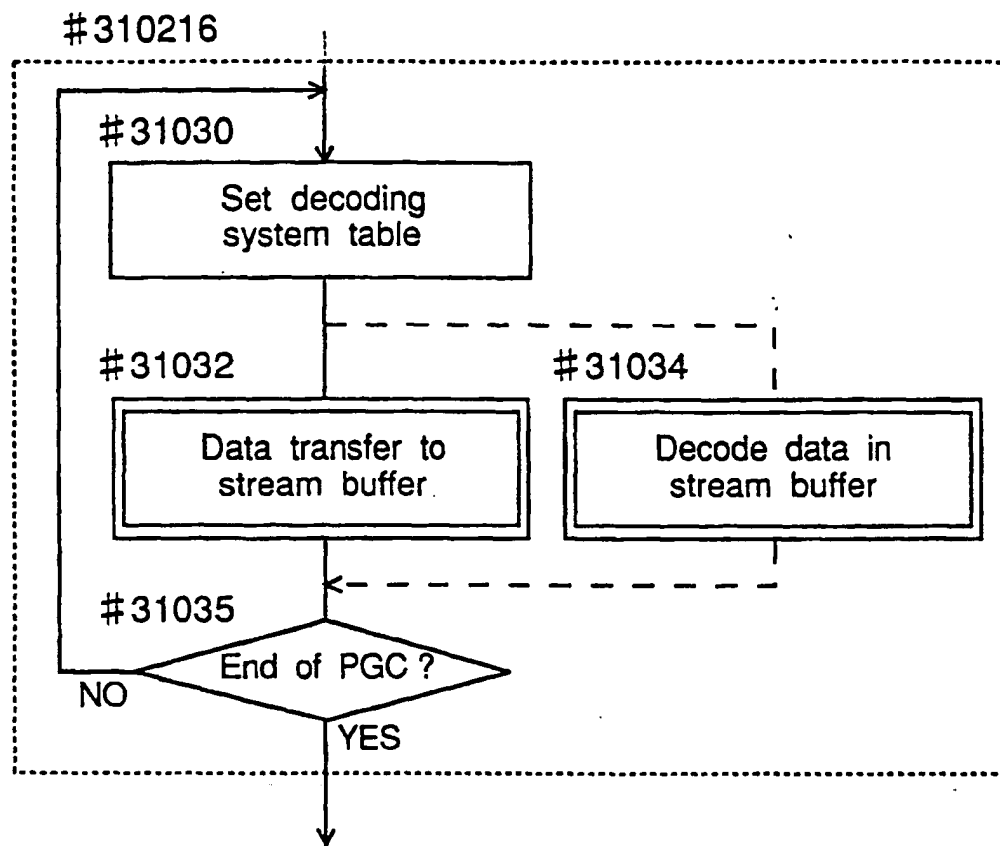 #310216
#31030
Set decoding
system table
#31032
#31034
Data transfer to
stream buffer
Decode data in
stream buffer
#31035
End of PGC?
NO
YES